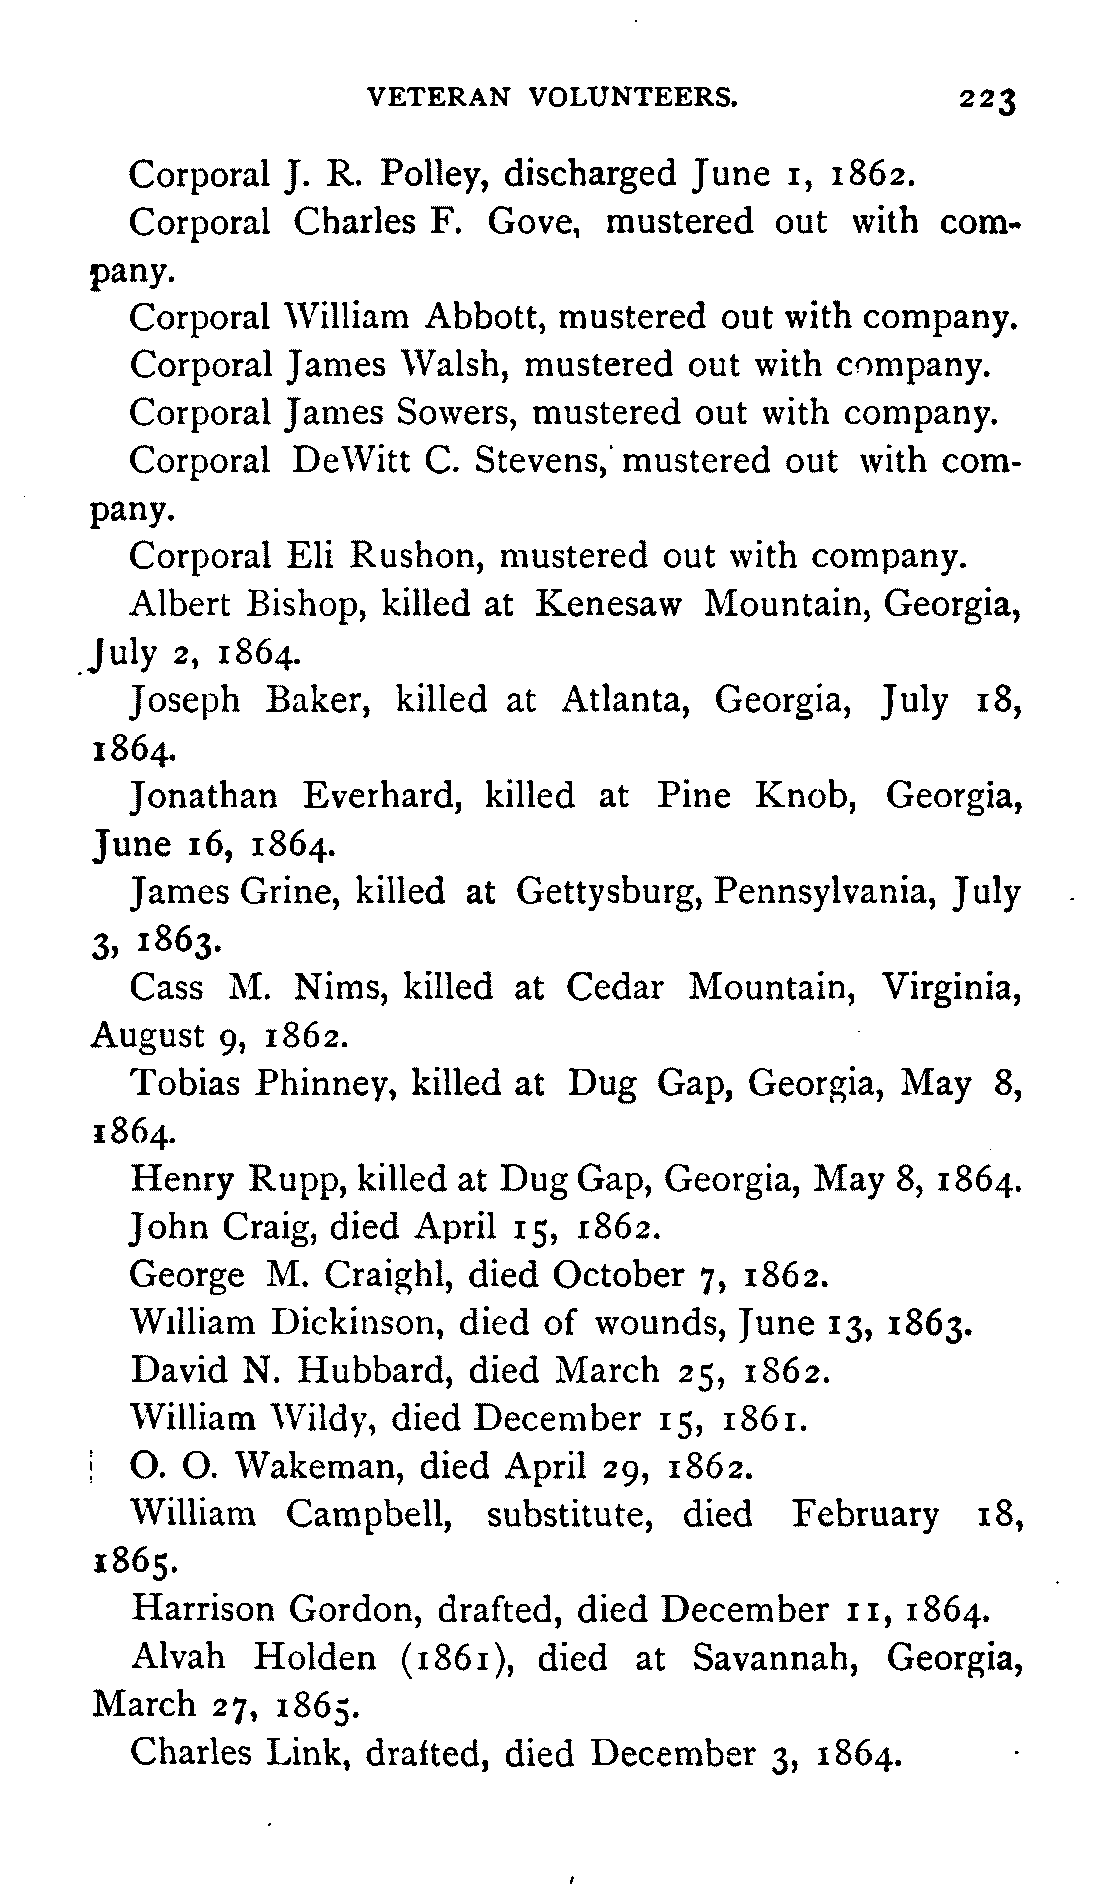 VETERAN VOLUNTEERS. 223
Corporal J. R. Polley, discharged June 1, 1862.
Corporal Charles F. Gove, mustered out with com-
pany.
Corporal William Abbott, mustered out with company.
Corporal James Walsh, mustered out with company.
Corporal James Sowers, mustered out with company.
Corporal DeWitt C. Stevens, mustered out with com-
pany.
Corporal Eli Rushon, mustered out with company.
Albert Bishop, killed at Kenesaw Mountain, Georgia,
July 2, 1864.
Joseph Baker, killed at Atlanta, Georgia, July 18,
1864.
Jonathan Everhard, killed at Pine Knob, Georgia,
June 16, 1864.
James Grine, killed at Gettysburg, Pennsylvania, July
3, 1863.
Cass M. Nims, killed at Cedar Mountain, Virginia,
August 9, 1862.
Tobias Phinney, killed at Dug Gap, Georgia, May 8,
1864.
Henry Rupp, killed at Dug Gap, Georgia, May 8, 1864.
John Craig, died April 15, 1862.
George M. Craighl, died October 7, 1862.
William Dickinson, died of wounds, June 13, 1863.
David N. Hubbard, died March 25, 1862.
William Wildy, died December 15, 1861.
O. O. Wakeman, died April 29, 1862.
William Campbell, substitute, died February 18,
1865.
Harrison Gordon, drafted, died December 11, 1864.
Alvah Holden (1861), died at Savannah, Georgia,
March 27, 1865.
Charles Link, drafted, died December 3, 1864.